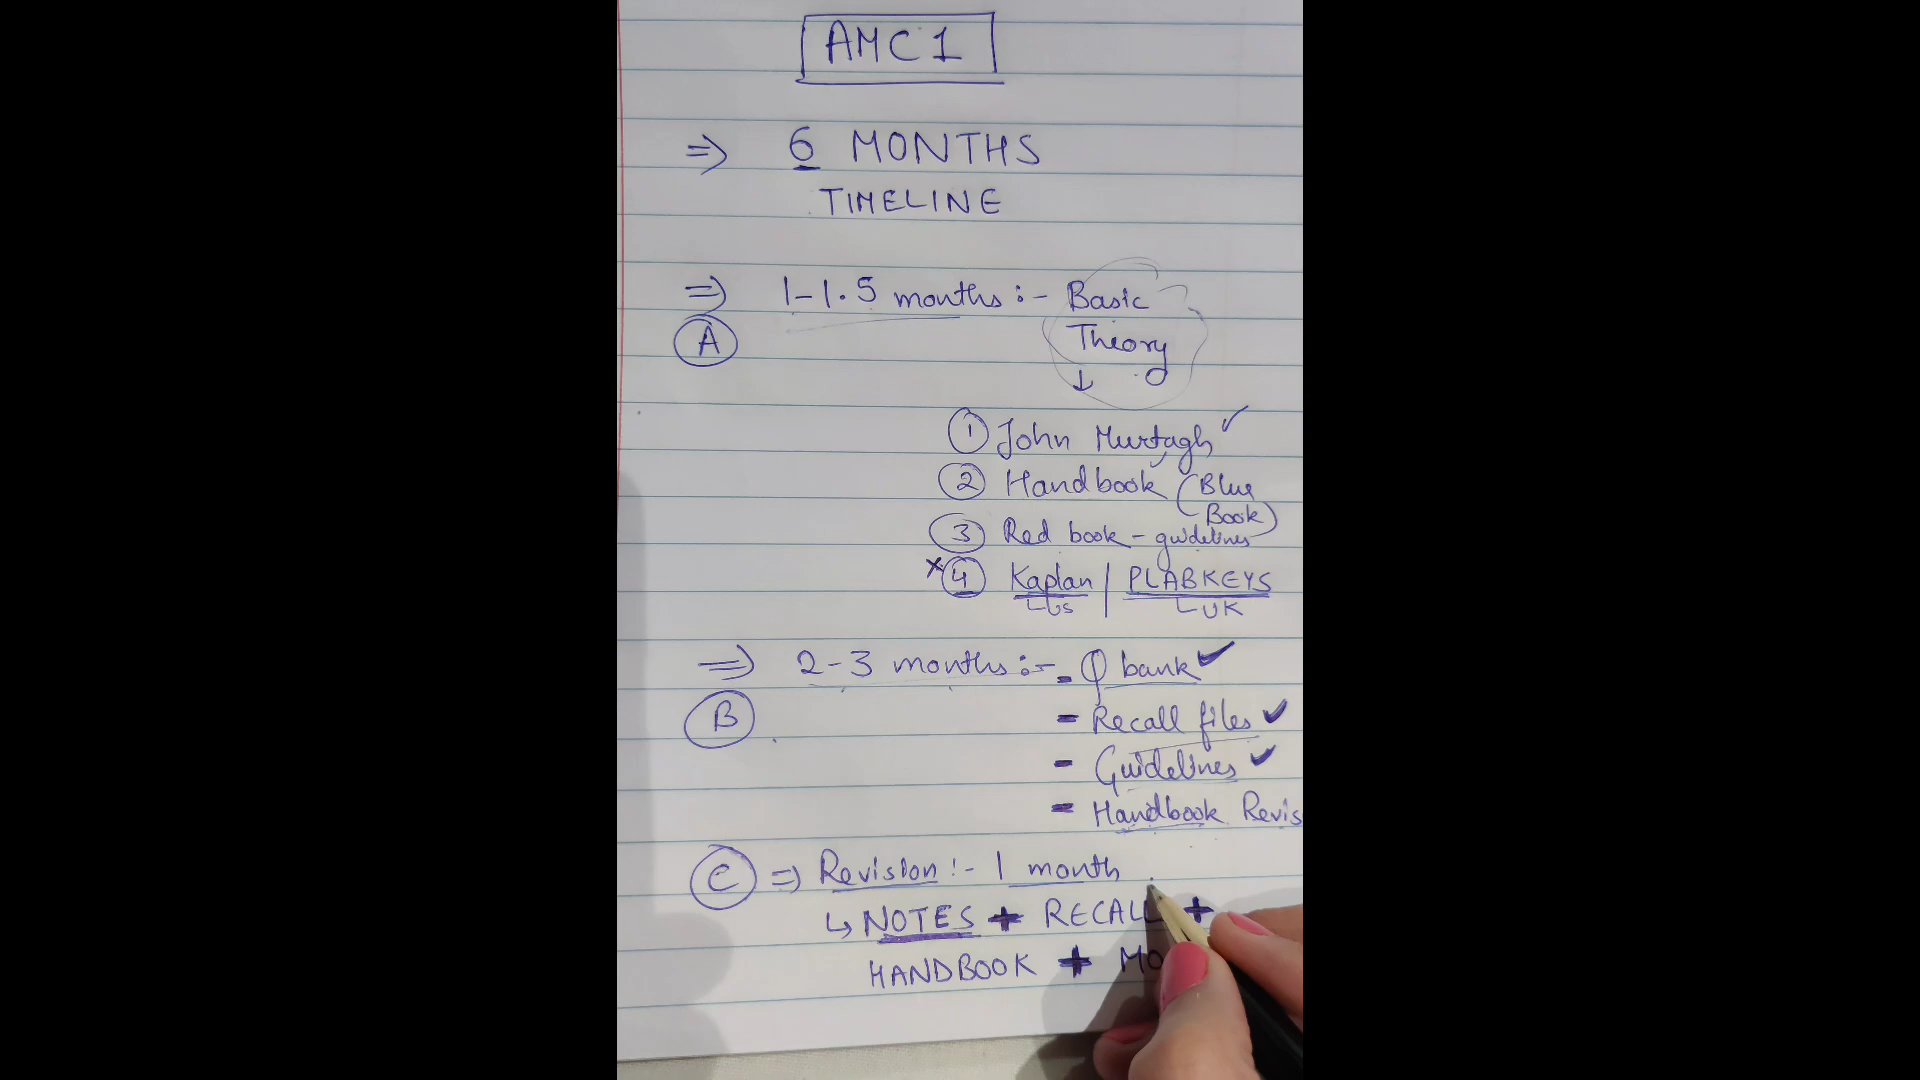 AMC 1
⇒ 6 MONTHS
TIMELINE
⇒ 1-1.5 months :- Basic
A Theory
↓
1 John Murtagh ✓
2 Handbook (Blue
Book)
3 Red book - guidelines
x 4 Kaplan | PLABKEYS
US UK
⇒ 2-3 months :- - Q bank ✓
B - Recall files ✓
- Guidelines ✓
- Handbook Revis
C ⇒ Revision :- 1 month
↳ NOTES + RECALL +
HANDBOOK +